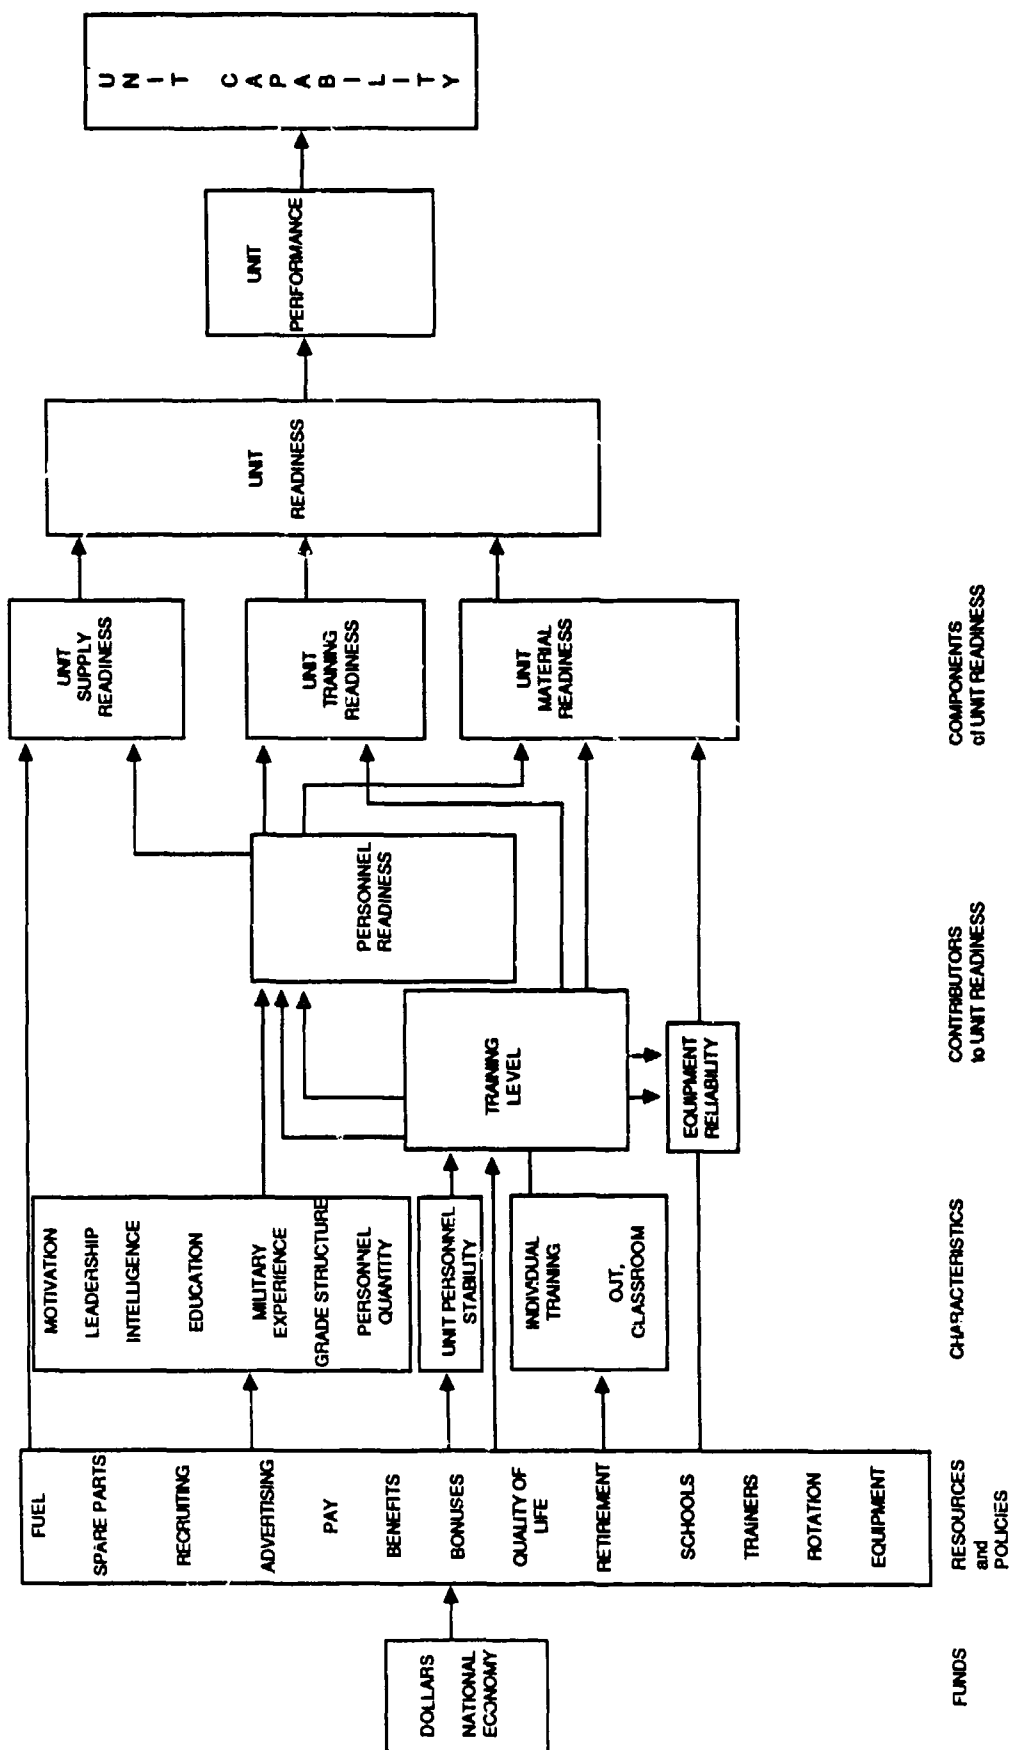 DOLLARS
NATIONAL
ECONOMY
FUNDS
FUEL
SPARE PARTS
RECRUITING
ADVERTISING
PAY
BENEFITS
BONUSES
QUALITY OF
LIFE
RETIREMENT
SCHOOLS
TRAINERS
ROTATION
EQUIPMENT
RESOURCES
and
POLICIES
MOTIVATION
LEADERSHIP
INTELLIGENCE
EDUCATION
MILITARY
EXPERIENCE
GRADE STRUCTURE
PERSONNEL
QUANTITY
UNIT PERSONNEL
STABILITY
INDIVIDUAL
TRAINING
OJT,
CLASSROOM
CHARACTERISTICS
TRAINING
LEVEL
EQUIPMENT
RELIABILITY
PERSONNEL
READINESS
CONTRIBUTORS
to UNIT READINESS
UNIT
SUPPLY
READINESS
UNIT
TRAINING
READINESS
UNIT
MATERIAL
READINESS
COMPONENTS
of UNIT READINESS
UNIT
READINESS
UNIT
PERFORMANCE
UNIT CAPABILITY